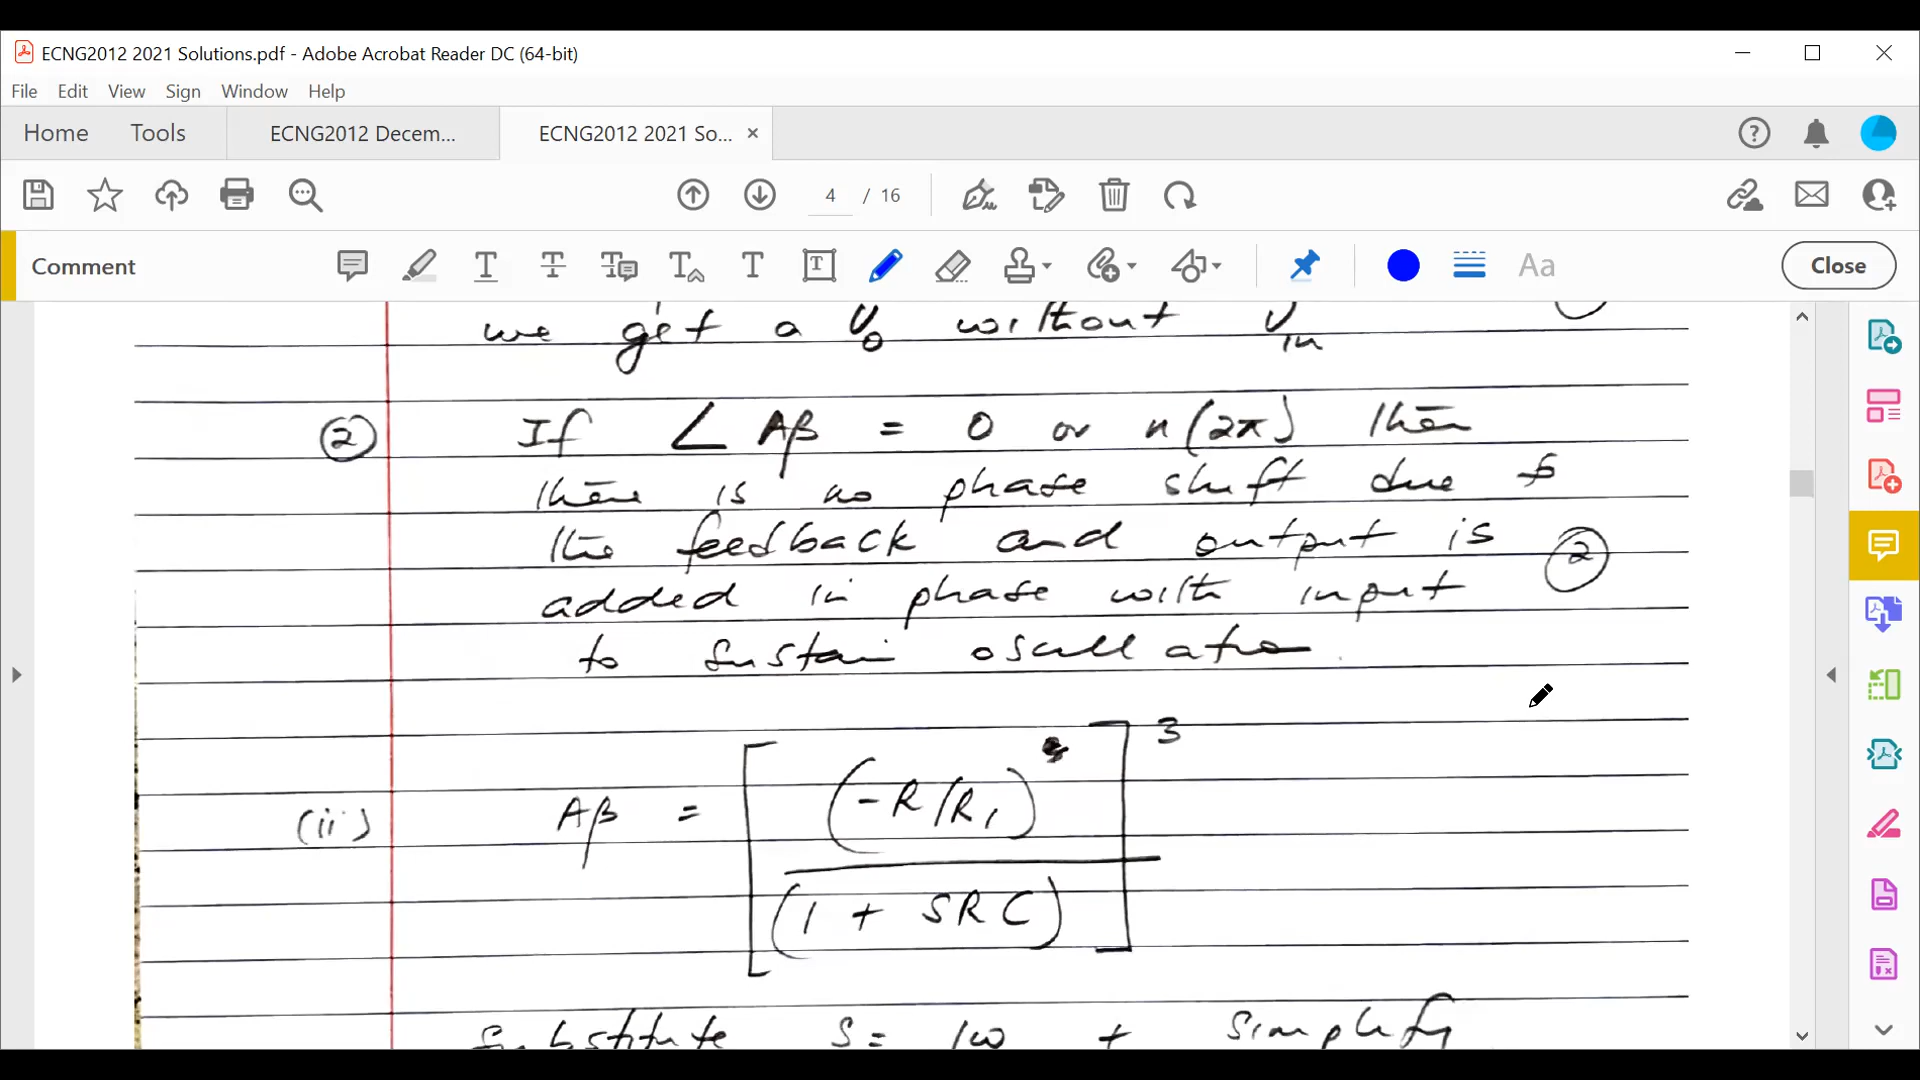 ECNG2012 2021 Solutions.pdf - Adobe Acrobat Reader DC (64-bit)
File Edit View Sign Window Help
Home Tools ECNG2012 Decem... ECNG2012 2021 So... ×
4 / 16
Comment T T T T T T Aa Close
we get a V₀ without Vin
② If ∠ Aβ = 0 or n(2π) then
there is no phase shift due to
the feedback and output is ②
added in phase with input
to sustain oscillation.
(ii) Aβ = [ (-R/R₁) / (1 + SRC) ]³
Substitute S = jω + simplify